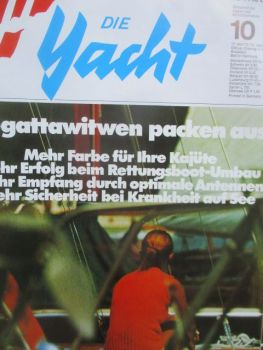 DIE
Yacht
10
gattawitwen packen aus
Mehr Farbe für Ihre Kajüte
hr Erfolg beim Rettungsboot-Umbau
hr Empfang durch optimale Antennen
ehr Sicherheit bei Krankheit auf See